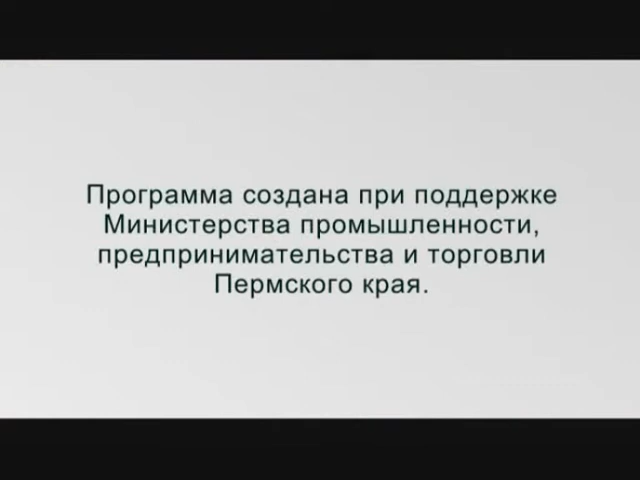 Программа создана при поддержке
Министерства промышленности,
предпринимательства и торговли
Пермского края.